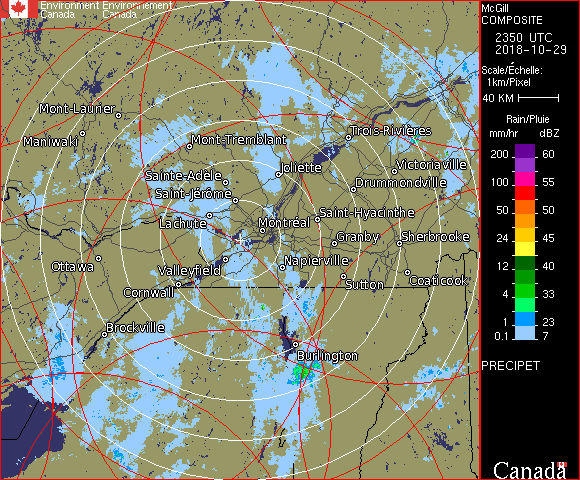 Environment Environnement
Canada Canada
McGill
COMPOSITE
2350 UTC
2018-10-29
Scale/Échelle:
1km/Pixel
40 KM
Rain/Pluie
mm/hr dBZ
200 60
100 55
50 50
24 45
12 40
4 33
1 23
0.1 7
PRECIPET
Canada
Mont-Laurier
Maniwaki
Mont-Tremblant
Trois-Rivières
Sainte-Adèle
Joliette
Victoriaville
Saint-Jérôme
Drummondville
Lachute
Montréal
Saint-Hyacinthe
Granby
Sherbrooke
Ottawa
Valleyfield
Napierville
Cornwall
Sutton
Coaticook
Brockville
Burlington